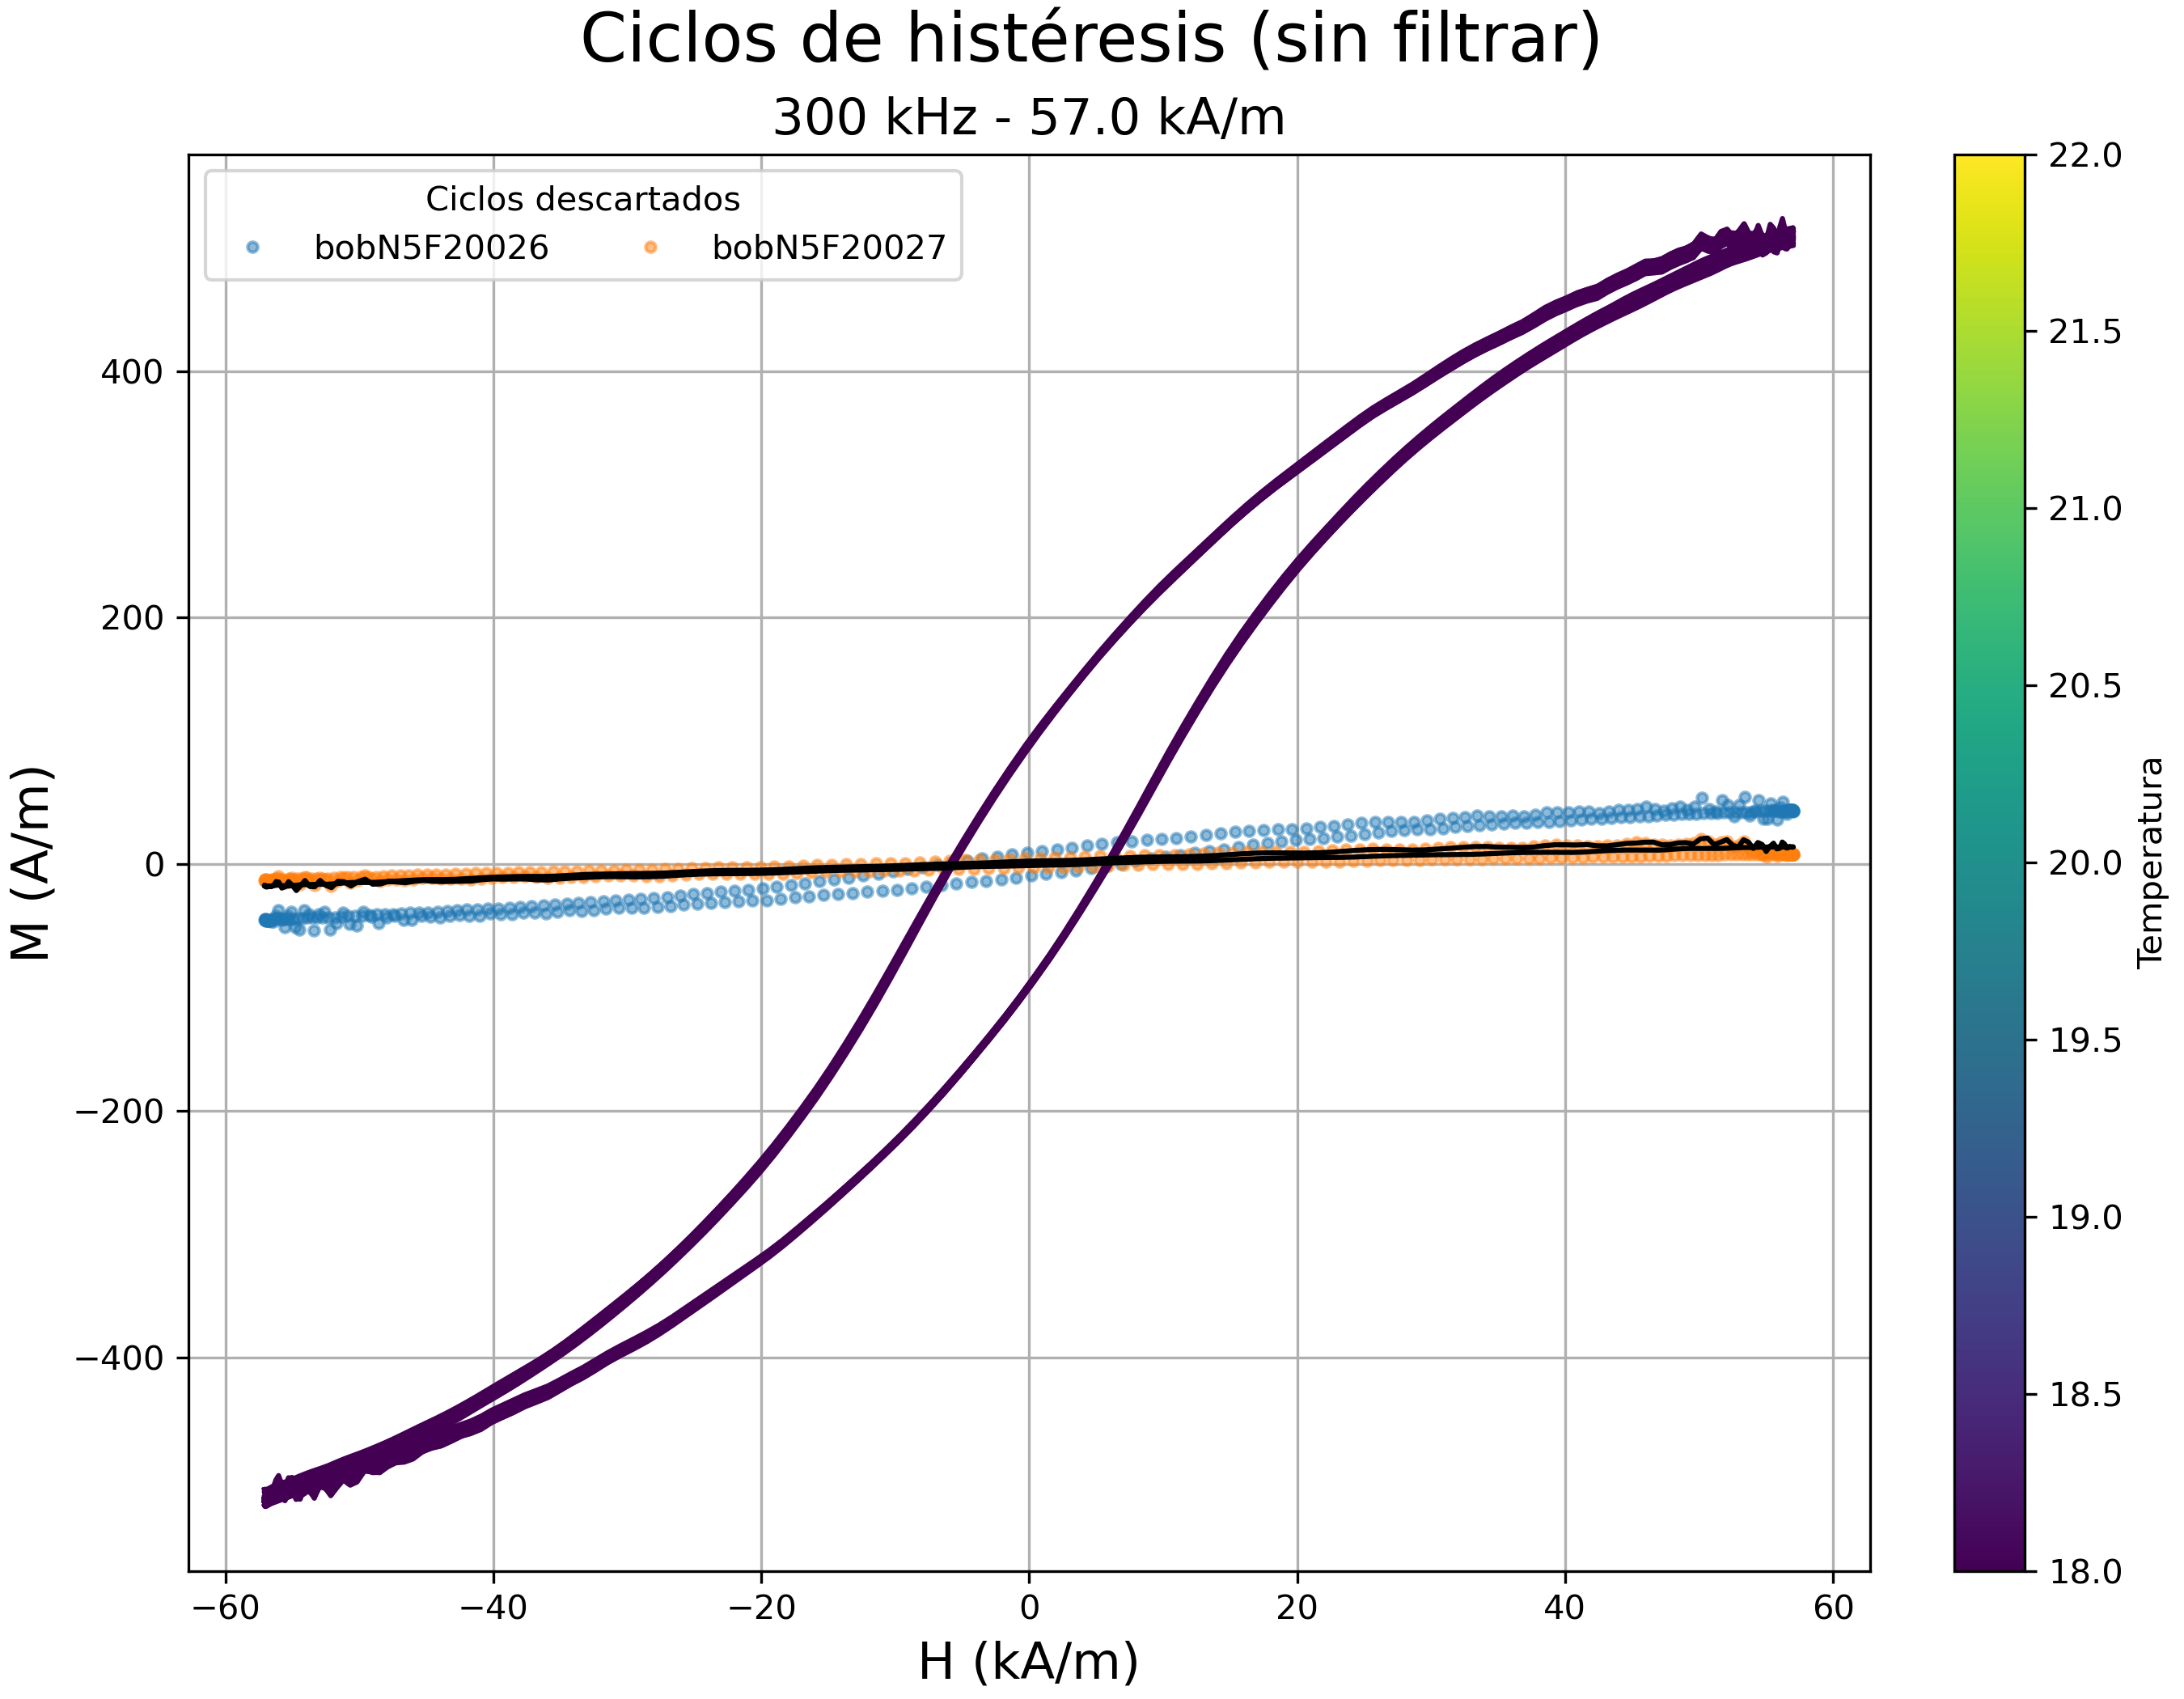 Ciclos de histéresis (sin filtrar)
300 kHz - 57.0 kA/m
Ciclos descartados
bobN5F20026 bobN5F20027
400
200
0
−200
−400
M (A/m)
−60 −40 −20 0 20 40 60
H (kA/m)
22.0
21.5
21.0
20.5
20.0
19.5
19.0
18.5
18.0
Temperatura